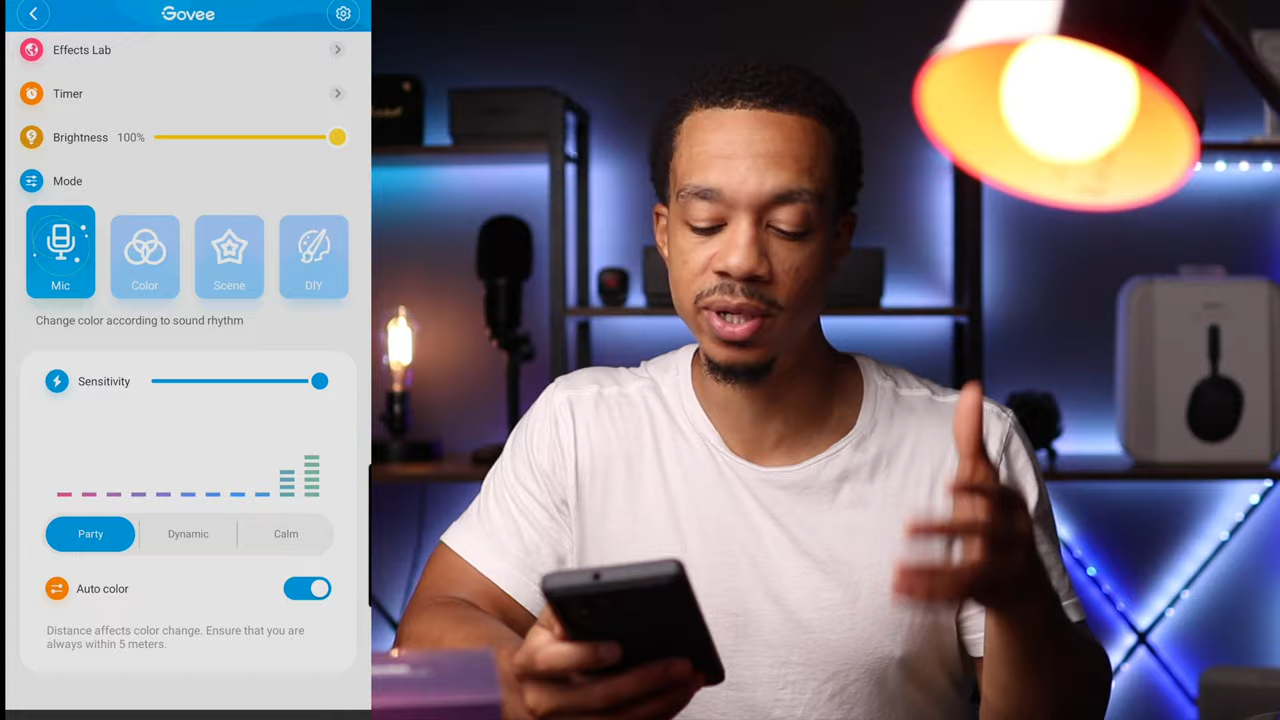 Govee
Effects Lab
Timer
Brightness 100%
Mode
Mic Color Scene DIY
Change color according to sound rhythm
Sensitivity
Party Dynamic Calm
Auto color
Distance affects color change. Ensure that you are
always within 5 meters.